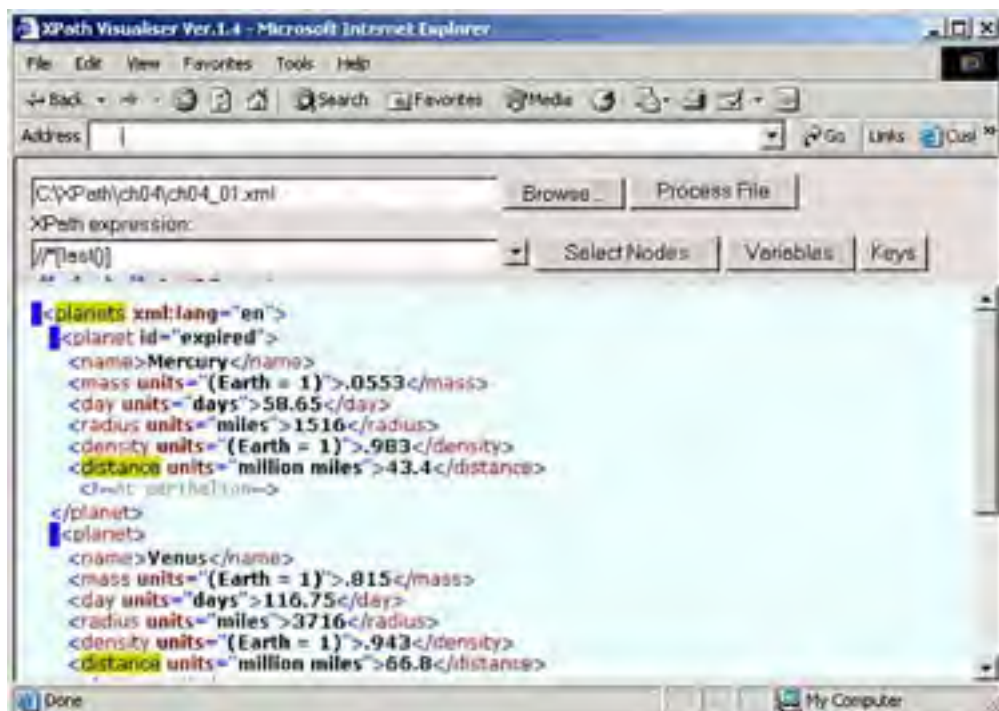 XPath Visualiser Ver.1.4 - Microsoft Internet Explorer
File Edit View Favorites Tools Help
Back Search Favorites Media
Address Go Links Cusl
C:\XPath\ch04\ch04_01.xml Browse... Process File
XPath expression:
//*[last()] Select Nodes Variables Keys
<planets xml:lang="en">
<planet id="expired">
<name>Mercury</name>
<mass units="(Earth = 1)">.0553</mass>
<day units="days">58.65</day>
<radius units="miles">1516</radius>
<density units="(Earth = 1)">.983</density>
<distance units="million miles">43.4</distance>
<!--At perihelion-->
</planet>
<planet>
<name>Venus</name>
<mass units="(Earth = 1)">.815</mass>
<day units="days">116.75</day>
<radius units="miles">3716</radius>
<density units="(Earth = 1)">.943</density>
<distance units="million miles">66.8</distance>
Done My Computer